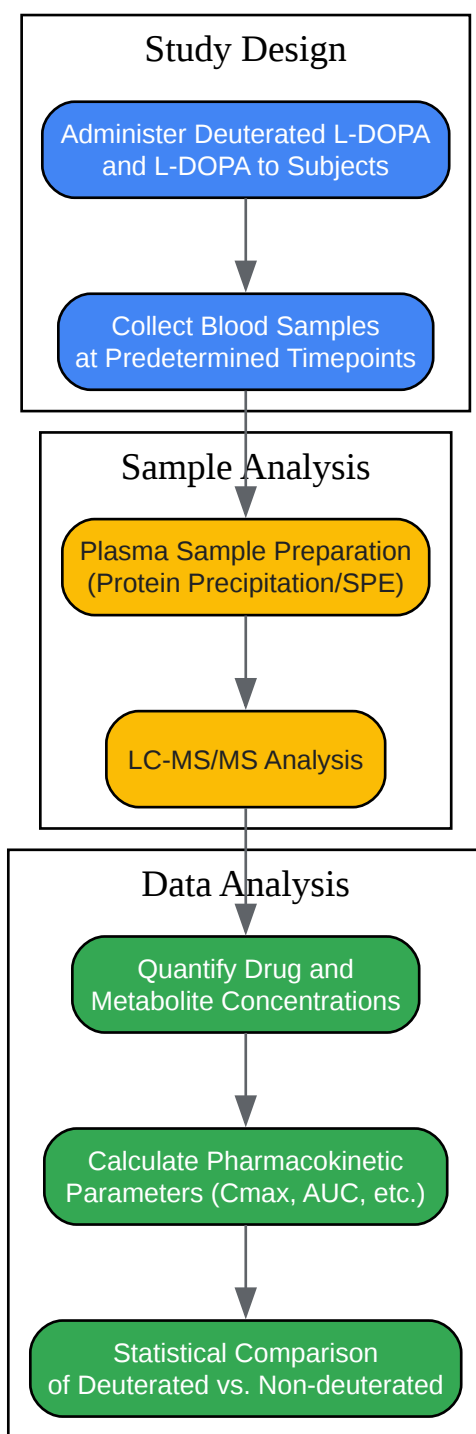 Study Design
Administer Deuterated L-DOPA
and L-DOPA to Subjects
Collect Blood Samples
at Predetermined Timepoints
Sample Analysis
Plasma Sample Preparation
(Protein Precipitation/SPE)
LC-MS/MS Analysis
Data Analysis
Quantify Drug and
Metabolite Concentrations
Calculate Pharmacokinetic
Parameters (Cmax, AUC, etc.)
Statistical Comparison
of Deuterated vs. Non-deuterated